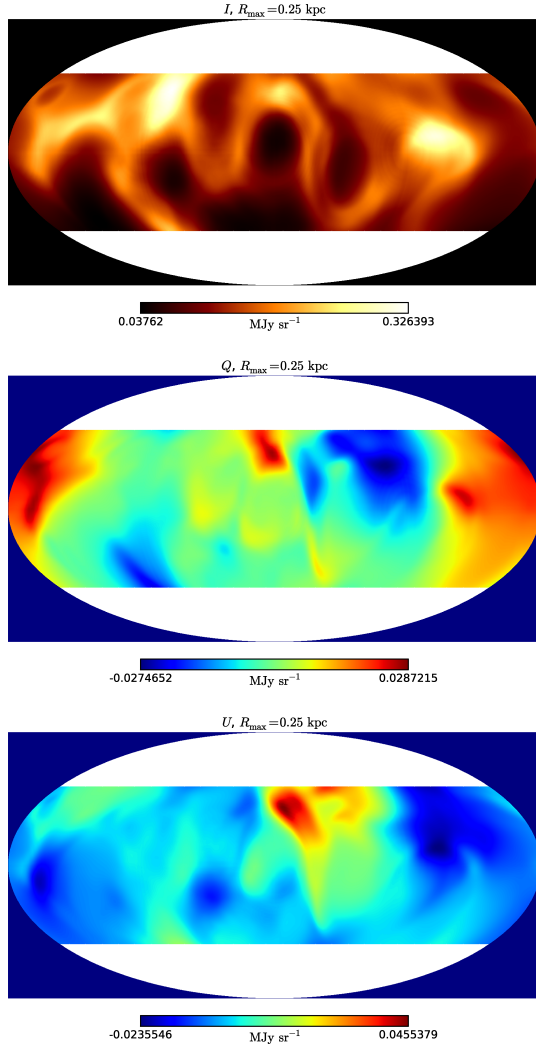 I, R_max=0.25 kpc
0.03762 MJy sr⁻¹ 0.326393
Q, R_max=0.25 kpc
-0.0274652 MJy sr⁻¹ 0.0287215
U, R_max=0.25 kpc
-0.0235546 MJy sr⁻¹ 0.0455379